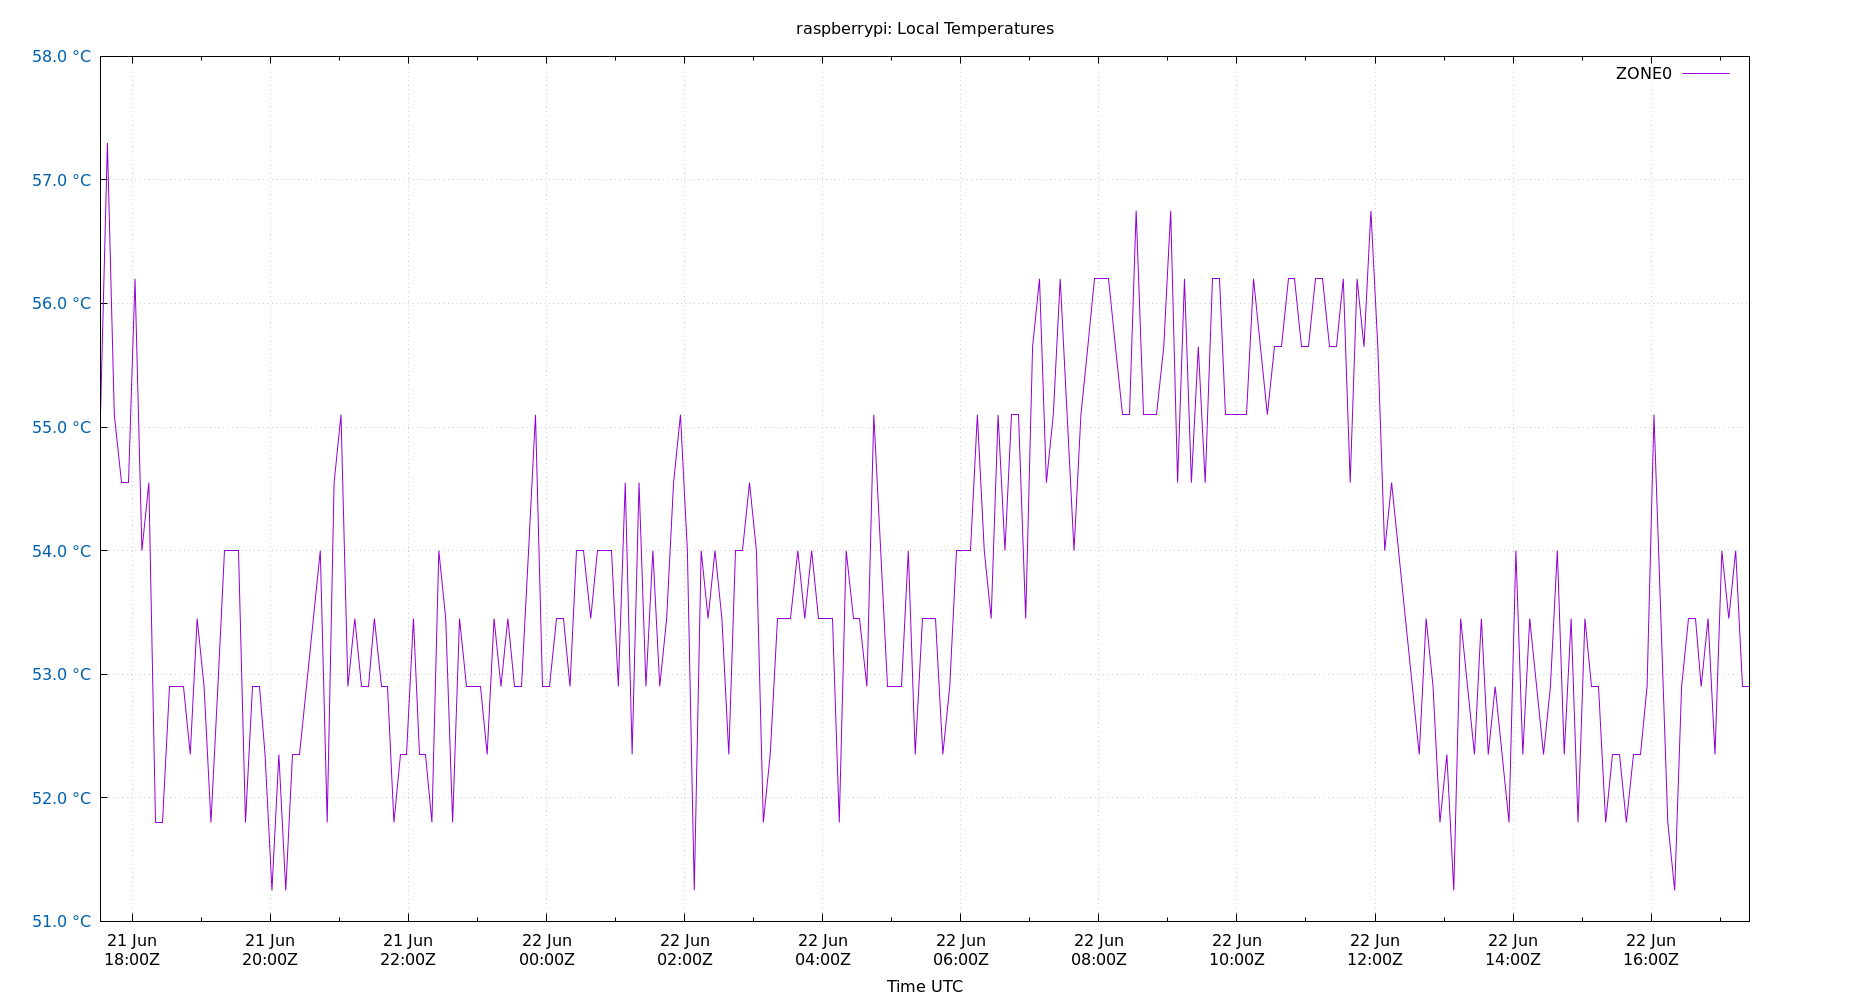 raspberrypi: Local Temperatures
58.0 °C
ZONE0
57.0 °C
56.0 °C
55.0 °C
54.0 °C
53.0 °C
52.0 °C
51.0 °C
21 Jun 21 Jun 21 Jun 22 Jun 22 Jun 22 Jun 22 Jun 22 Jun 22 Jun 22 Jun 22 Jun 22 Jun
18:00Z 20:00Z 22:00Z 00:00Z 02:00Z 04:00Z 06:00Z 08:00Z 10:00Z 12:00Z 14:00Z 16:00Z
Time UTC